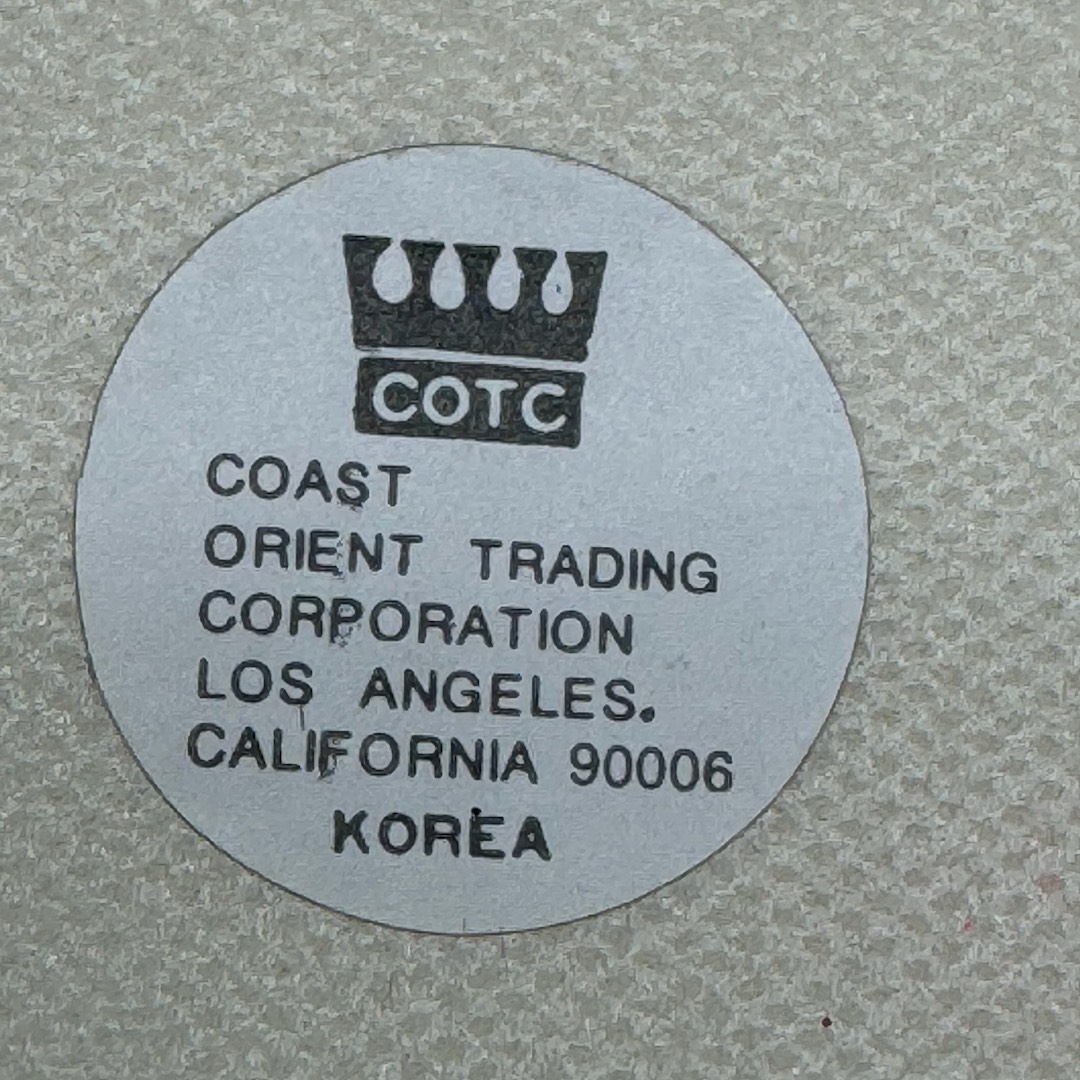 COTC
COAST
ORIENT TRADING
CORPORATION
LOS ANGELES.
CALIFORNIA 90006
KOREA